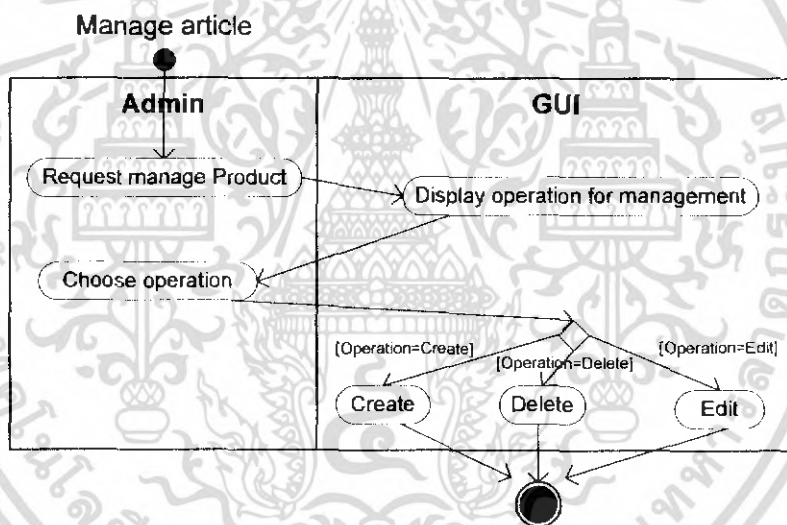 Manage article
Admin
GUI
Request manage Product
Display operation for management
Choose operation
[Operation=Create]
[Operation=Delete]
[Operation=Edit]
Create
Delete
Edit